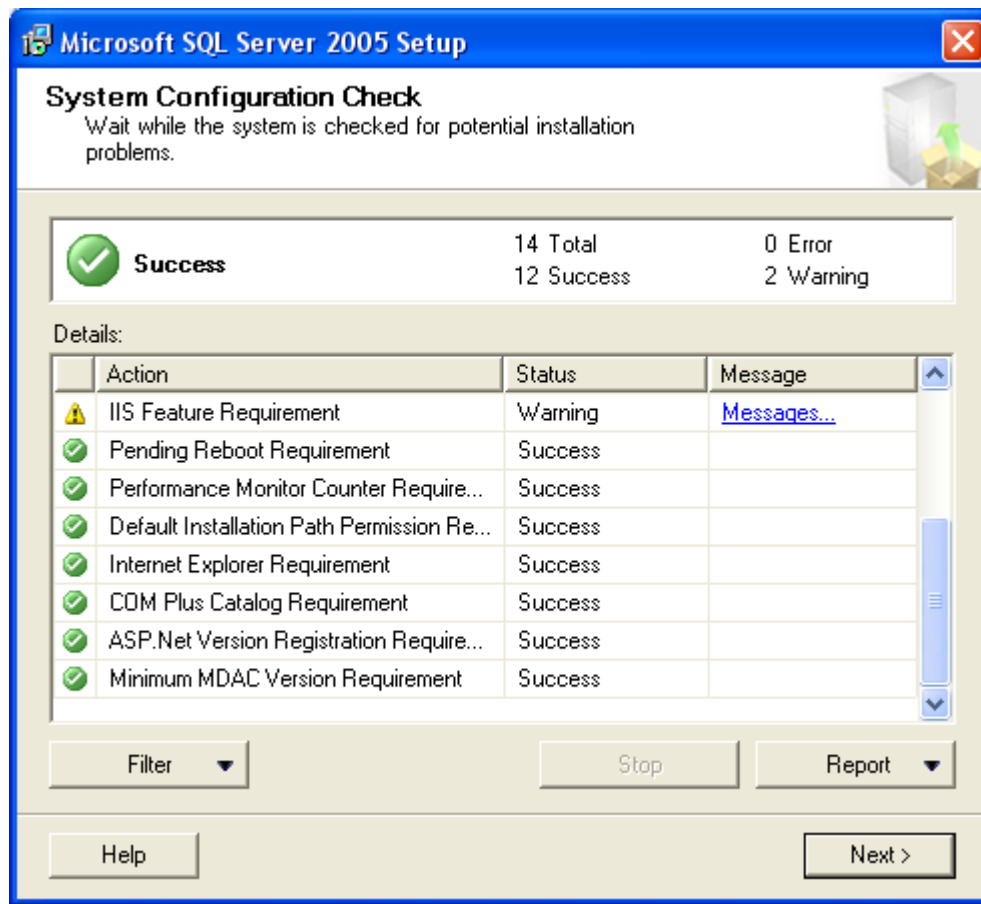 Microsoft SQL Server 2005 Setup
System Configuration Check
Wait while the system is checked for potential installation
problems.
Success
14 Total
0 Error
12 Success
2 Warning
Details:
Action Status Message
IIS Feature Requirement Warning Messages...
Pending Reboot Requirement Success
Performance Monitor Counter Require... Success
Default Installation Path Permission Re... Success
Internet Explorer Requirement Success
COM Plus Catalog Requirement Success
ASP.Net Version Registration Require... Success
Minimum MDAC Version Requirement Success
Filter Stop Report
Help Next >